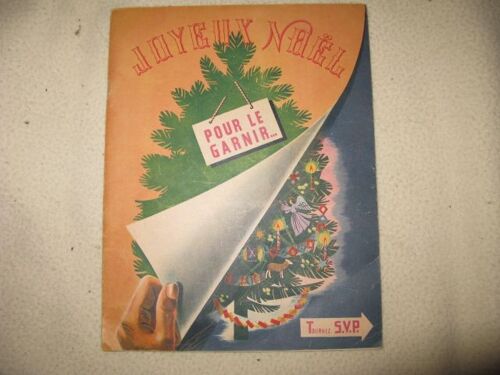 JOYEUX NOËL
POUR LE
GARNIR...
TOURNEZ S.V.P.